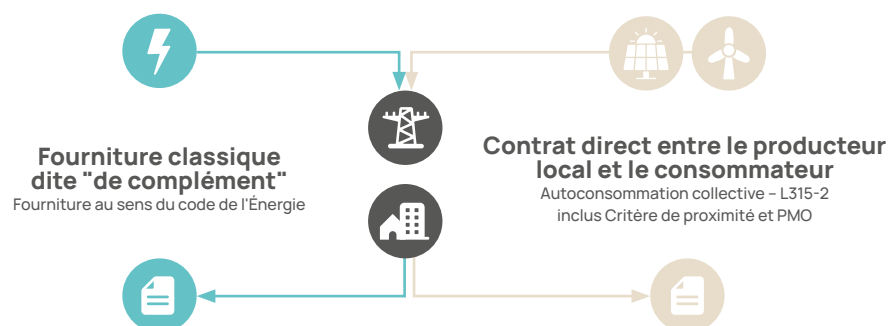 Fourniture classique
dite "de complément"
Fourniture au sens du code de l'Énergie
Contrat direct entre le producteur
local et le consommateur
Autoconsommation collective – L315-2
inclus Critère de proximité et PMO